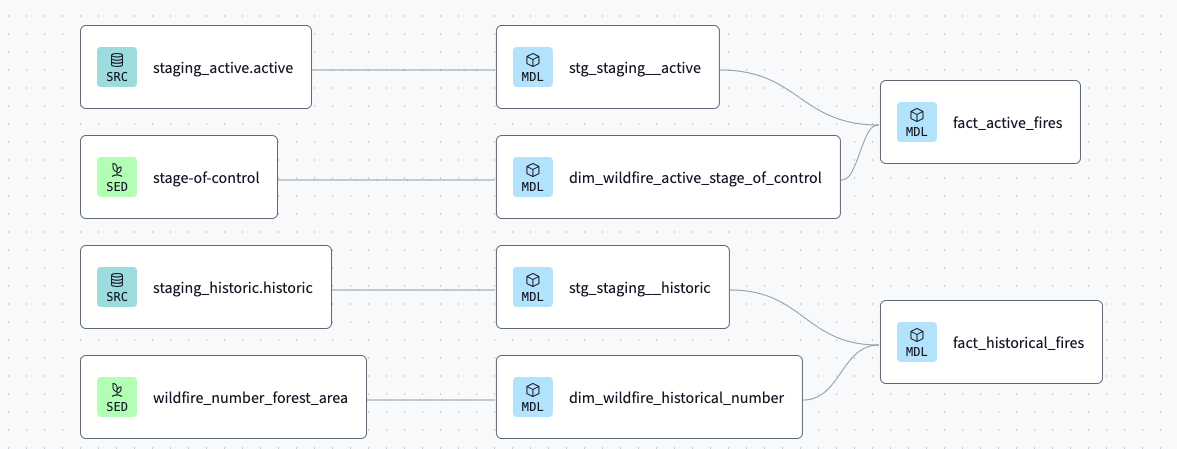 SRC
staging_active.active
MDL
stg_staging__active
MDL
fact_active_fires
SED
stage-of-control
MDL
dim_wildfire_active_stage_of_control
SRC
staging_historic.historic
MDL
stg_staging__historic
MDL
fact_historical_fires
SED
wildfire_number_forest_area
MDL
dim_wildfire_historical_number